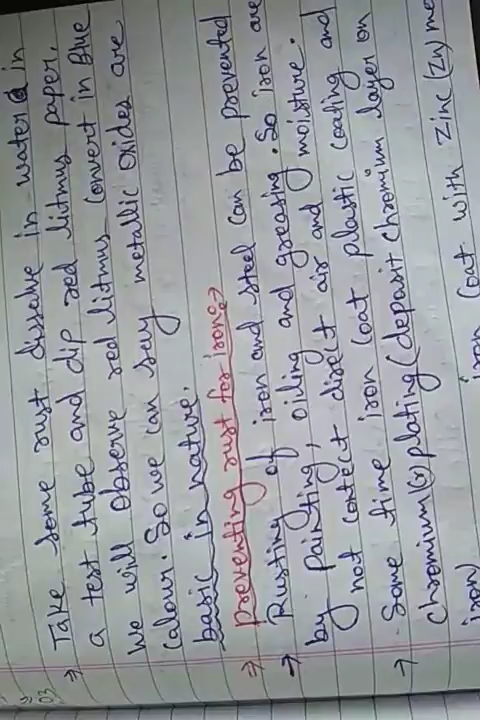 ⇒ Take some rust dissolve in water in
a test tube and dip red litmus paper.
We will observe red litmus convert in Blue
Colour. So we can say metallic oxides are
basic in nature.
⇒ preventing rust for iron→
→ Rusting of iron and steel can be prevented
by painting, oiling and greasing. So iron are
not contect direct air and moisture.
→ Some time iron coat plastic coating and
chromium(r) plating (deposit chromium layer on
iron)
iron coat with Zinc (Zn) me